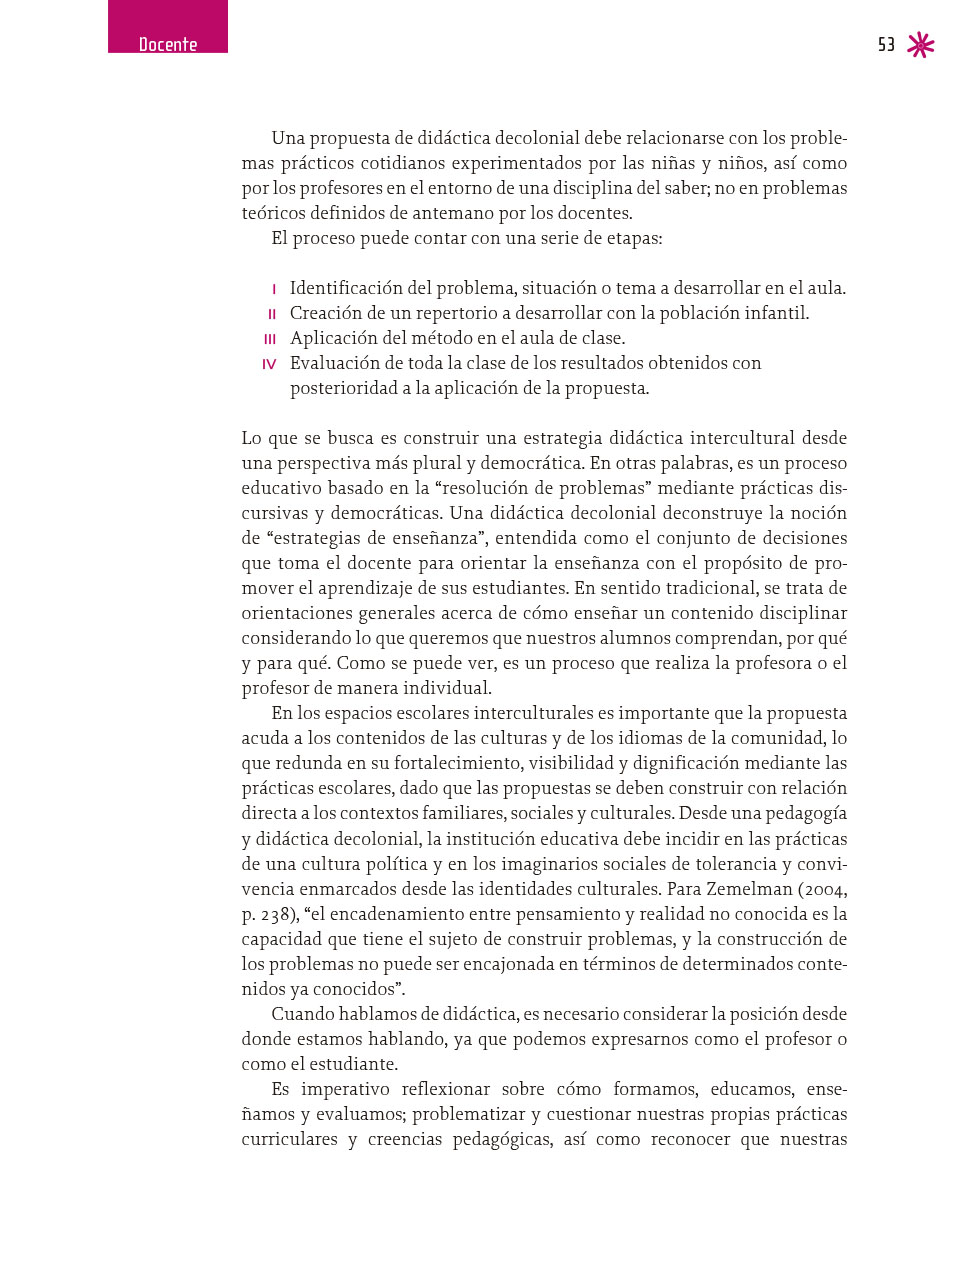 Docente
53
Una propuesta de didáctica decolonial debe relacionarse con los proble-
mas prácticos cotidianos experimentados por las niñas y niños, así como
por los profesores en el entorno de una disciplina del saber; no en problemas
teóricos definidos de antemano por los docentes.
El proceso puede contar con una serie de etapas:
I Identificación del problema, situación o tema a desarrollar en el aula.
II Creación de un repertorio a desarrollar con la población infantil.
III Aplicación del método en el aula de clase.
IV Evaluación de toda la clase de los resultados obtenidos con
posterioridad a la aplicación de la propuesta.
Lo que se busca es construir una estrategia didáctica intercultural desde
una perspectiva más plural y democrática. En otras palabras, es un proceso
educativo basado en la “resolución de problemas” mediante prácticas dis-
cursivas y democráticas. Una didáctica decolonial deconstruye la noción
de “estrategias de enseñanza”, entendida como el conjunto de decisiones
que toma el docente para orientar la enseñanza con el propósito de pro-
mover el aprendizaje de sus estudiantes. En sentido tradicional, se trata de
orientaciones generales acerca de cómo enseñar un contenido disciplinar
considerando lo que queremos que nuestros alumnos comprendan, por qué
y para qué. Como se puede ver, es un proceso que realiza la profesora o el
profesor de manera individual.
En los espacios escolares interculturales es importante que la propuesta
acuda a los contenidos de las culturas y de los idiomas de la comunidad, lo
que redunda en su fortalecimiento, visibilidad y dignificación mediante las
prácticas escolares, dado que las propuestas se deben construir con relación
directa a los contextos familiares, sociales y culturales. Desde una pedagogía
y didáctica decolonial, la institución educativa debe incidir en las prácticas
de una cultura política y en los imaginarios sociales de tolerancia y convi-
vencia enmarcados desde las identidades culturales. Para Zemelman (2004,
p. 238), “el encadenamiento entre pensamiento y realidad no conocida es la
capacidad que tiene el sujeto de construir problemas, y la construcción de
los problemas no puede ser encajonada en términos de determinados conte-
nidos ya conocidos”.
Cuando hablamos de didáctica, es necesario considerar la posición desde
donde estamos hablando, ya que podemos expresarnos como el profesor o
como el estudiante.
Es imperativo reflexionar sobre cómo formamos, educamos, ense-
ñamos y evaluamos; problematizar y cuestionar nuestras propias prácticas
curriculares y creencias pedagógicas, así como reconocer que nuestras